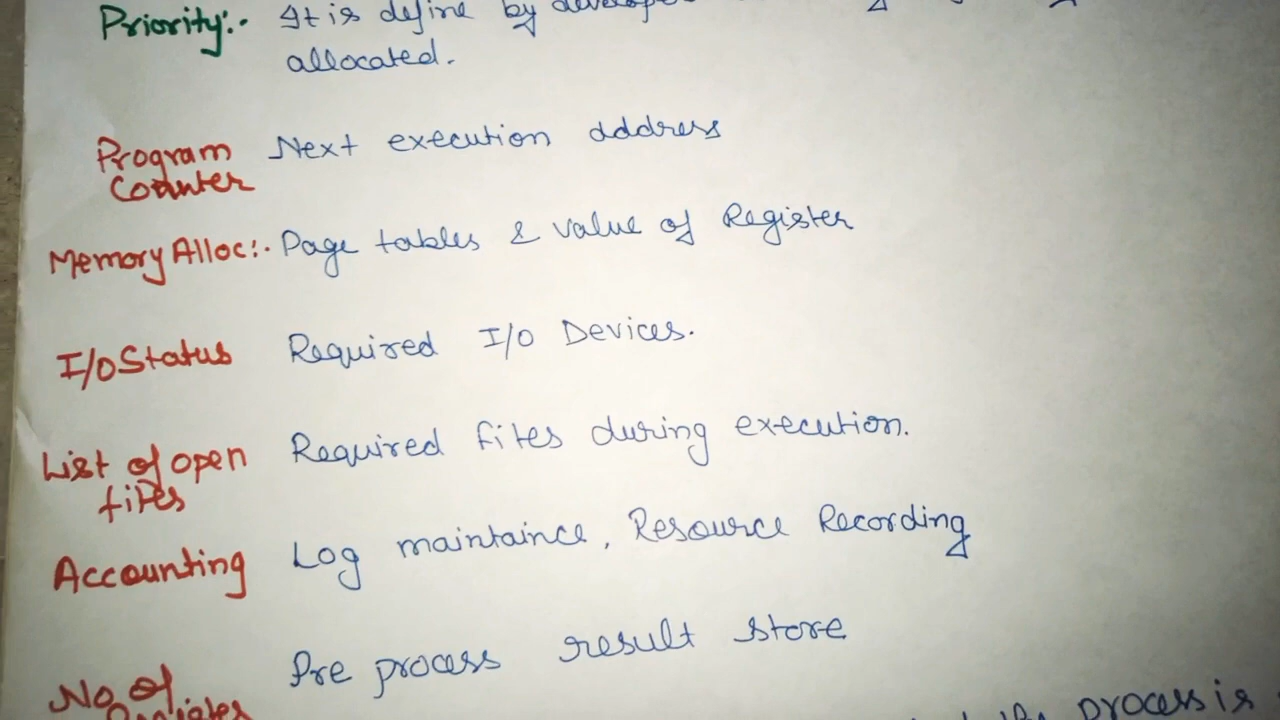 Priority:- It is define by
allocated.
Program Next execution address
Counter
Memory Alloc:- Page tables & value of Register
I/O Status Required I/O Devices.
List of open Required files during execution.
files
Accounting Log maintaince, Resource Recording
No of Pre process result store
process is